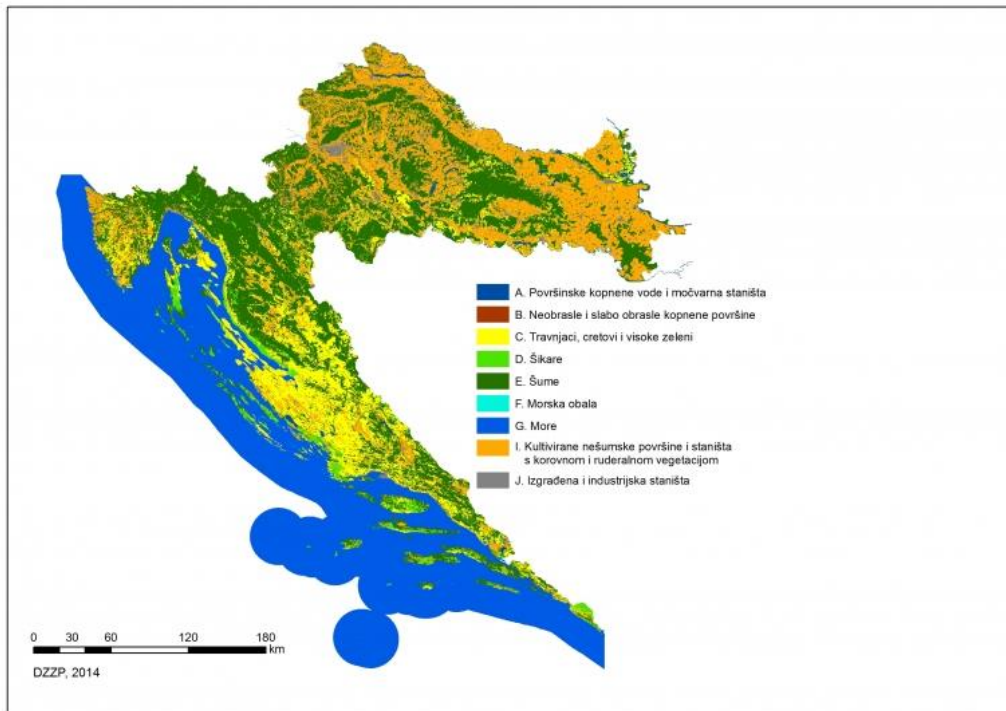 A. Površinske kopnene vode i močvarna staništa
B. Neobrasle i slabo obrasle kopnene površine
C. Travnjaci, cretovi i visoke zeleni
D. Šikare
E. Šume
F. Morska obala
G. More
I. Kultivirane nešumske površine i staništa
s korovnom i ruderalnom vegetacijom
J. Izgrađena i industrijska staništa
0 30 60 120 180
km
DZZP, 2014